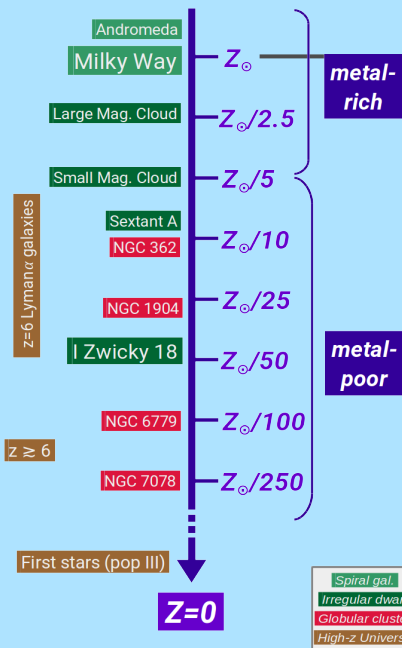 Andromeda
Milky Way
Z☉
metal-
rich
Large Mag. Cloud
Z☉/2.5
Small Mag. Cloud
Z☉/5
z=6 Lymanα galaxies
Sextant A
NGC 362
Z☉/10
NGC 1904
Z☉/25
I Zwicky 18
Z☉/50
metal-
poor
NGC 6779
Z☉/100
z ≳ 6
NGC 7078
Z☉/250
First stars (pop III)
Z=0
Spiral gal.
Irregular dwar
Globular cluste
High-z Univers